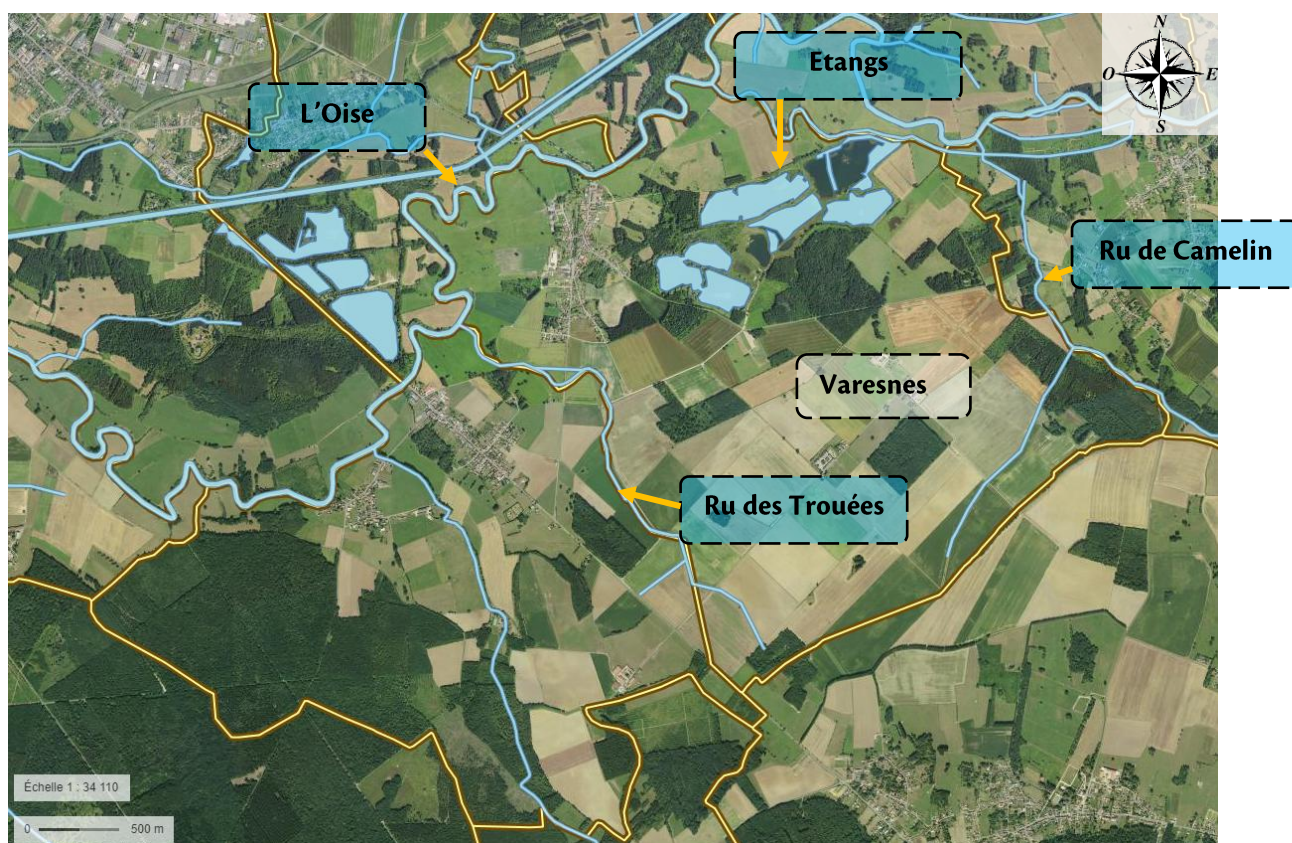 N
O
E
S
Etangs
L'Oise
Ru de Camelin
Varesnes
Ru des Trouées
Échelle 1 : 34 110
0
500 m